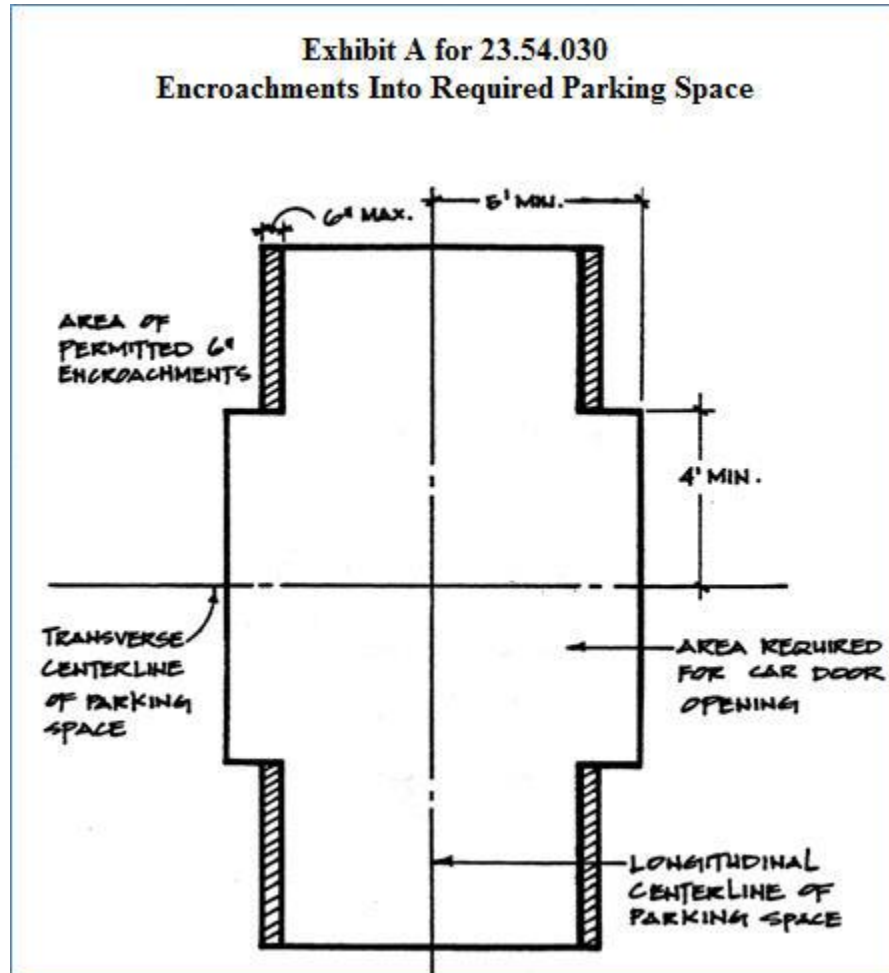 Exhibit A for 23.54.030
Encroachments Into Required Parking Space
6" MAX.
5' MIN.
AREA OF
PERMITTED 6"
ENCROACHMENTS
4' MIN.
TRANSVERSE
CENTERLINE
OF PARKING
SPACE
AREA REQUIRED
FOR CAR DOOR
OPENING
LONGITUDINAL
CENTERLINE OF
PARKING SPACE